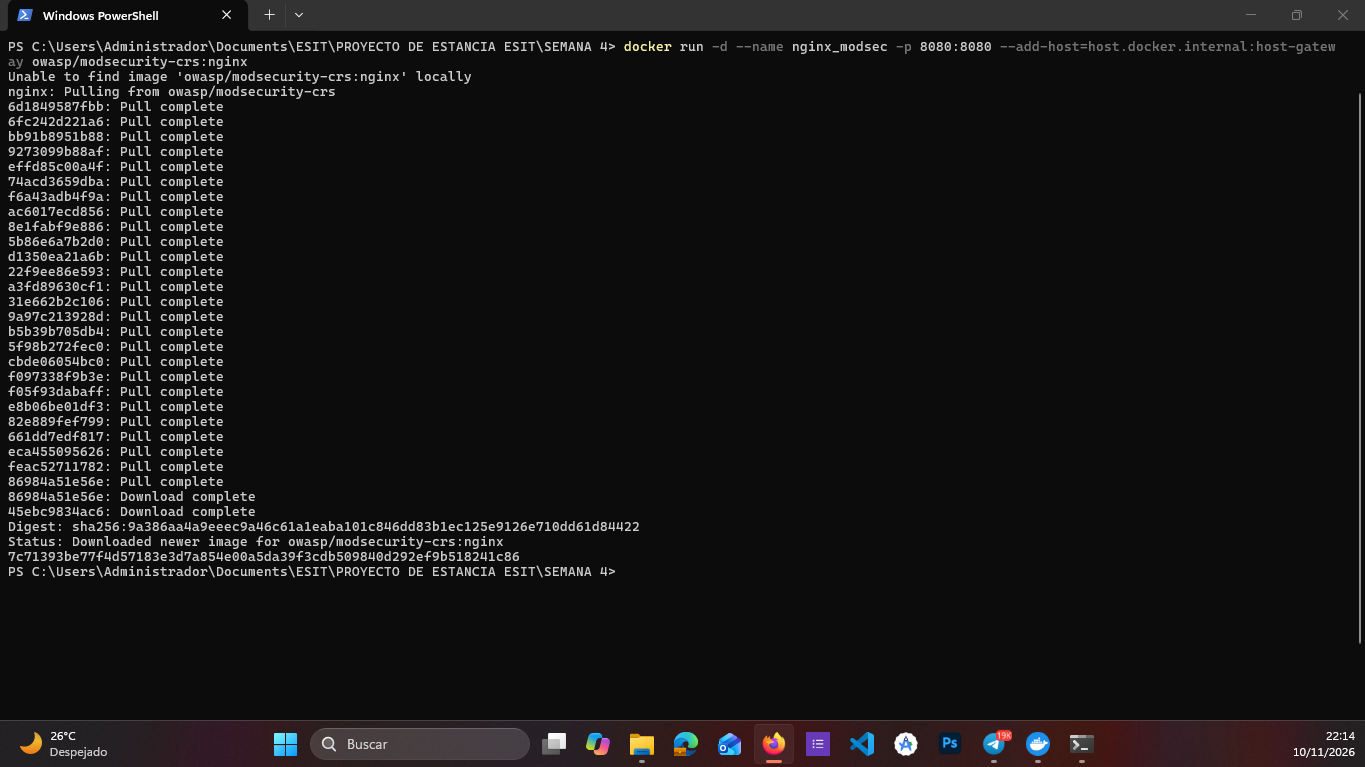 Windows PowerShell
PS C:\Users\Administrador\Documents\ESIT\PROYECTO DE ESTANCIA ESIT\SEMANA 4> docker run -d --name nginx_modsec -p 8080:8080 --add-host=host.docker.internal:host-gatew
ay owasp/modsecurity-crs:nginx
Unable to find image 'owasp/modsecurity-crs:nginx' locally
nginx: Pulling from owasp/modsecurity-crs
6d1849587fbb: Pull complete
6fc242d221a6: Pull complete
bb91b8951b88: Pull complete
9273099b88af: Pull complete
effd85c00a4f: Pull complete
74acd3659dba: Pull complete
f6a43adb4f9a: Pull complete
ac6017ecd856: Pull complete
8e1fabf9e886: Pull complete
5b86e6a7b2d0: Pull complete
d1350ea21a6b: Pull complete
22f9ee86e593: Pull complete
a3fd89630cf1: Pull complete
31e662b2c106: Pull complete
9a97c213928d: Pull complete
b5b39b705db4: Pull complete
5f98b272fec0: Pull complete
cbde06054bc0: Pull complete
f097338f9b3e: Pull complete
f05f93dabaff: Pull complete
e8b06be01df3: Pull complete
82e889fef799: Pull complete
661dd7edf817: Pull complete
eca455095626: Pull complete
feac52711782: Pull complete
86984a51e56e: Pull complete
86984a51e56e: Download complete
45ebc9834ac6: Download complete
Digest: sha256:9a386aa4a9eeec9a46c61a1eaba101c846dd83b1ec125e9126e710dd61d84422
Status: Downloaded newer image for owasp/modsecurity-crs:nginx
7c71393be77f4d57183e3d7a854e00a5da39f3cdb509840d292ef9b518241c86
PS C:\Users\Administrador\Documents\ESIT\PROYECTO DE ESTANCIA ESIT\SEMANA 4>
26°C
Despejado
Buscar
Ps
19K
22:14
10/11/2026